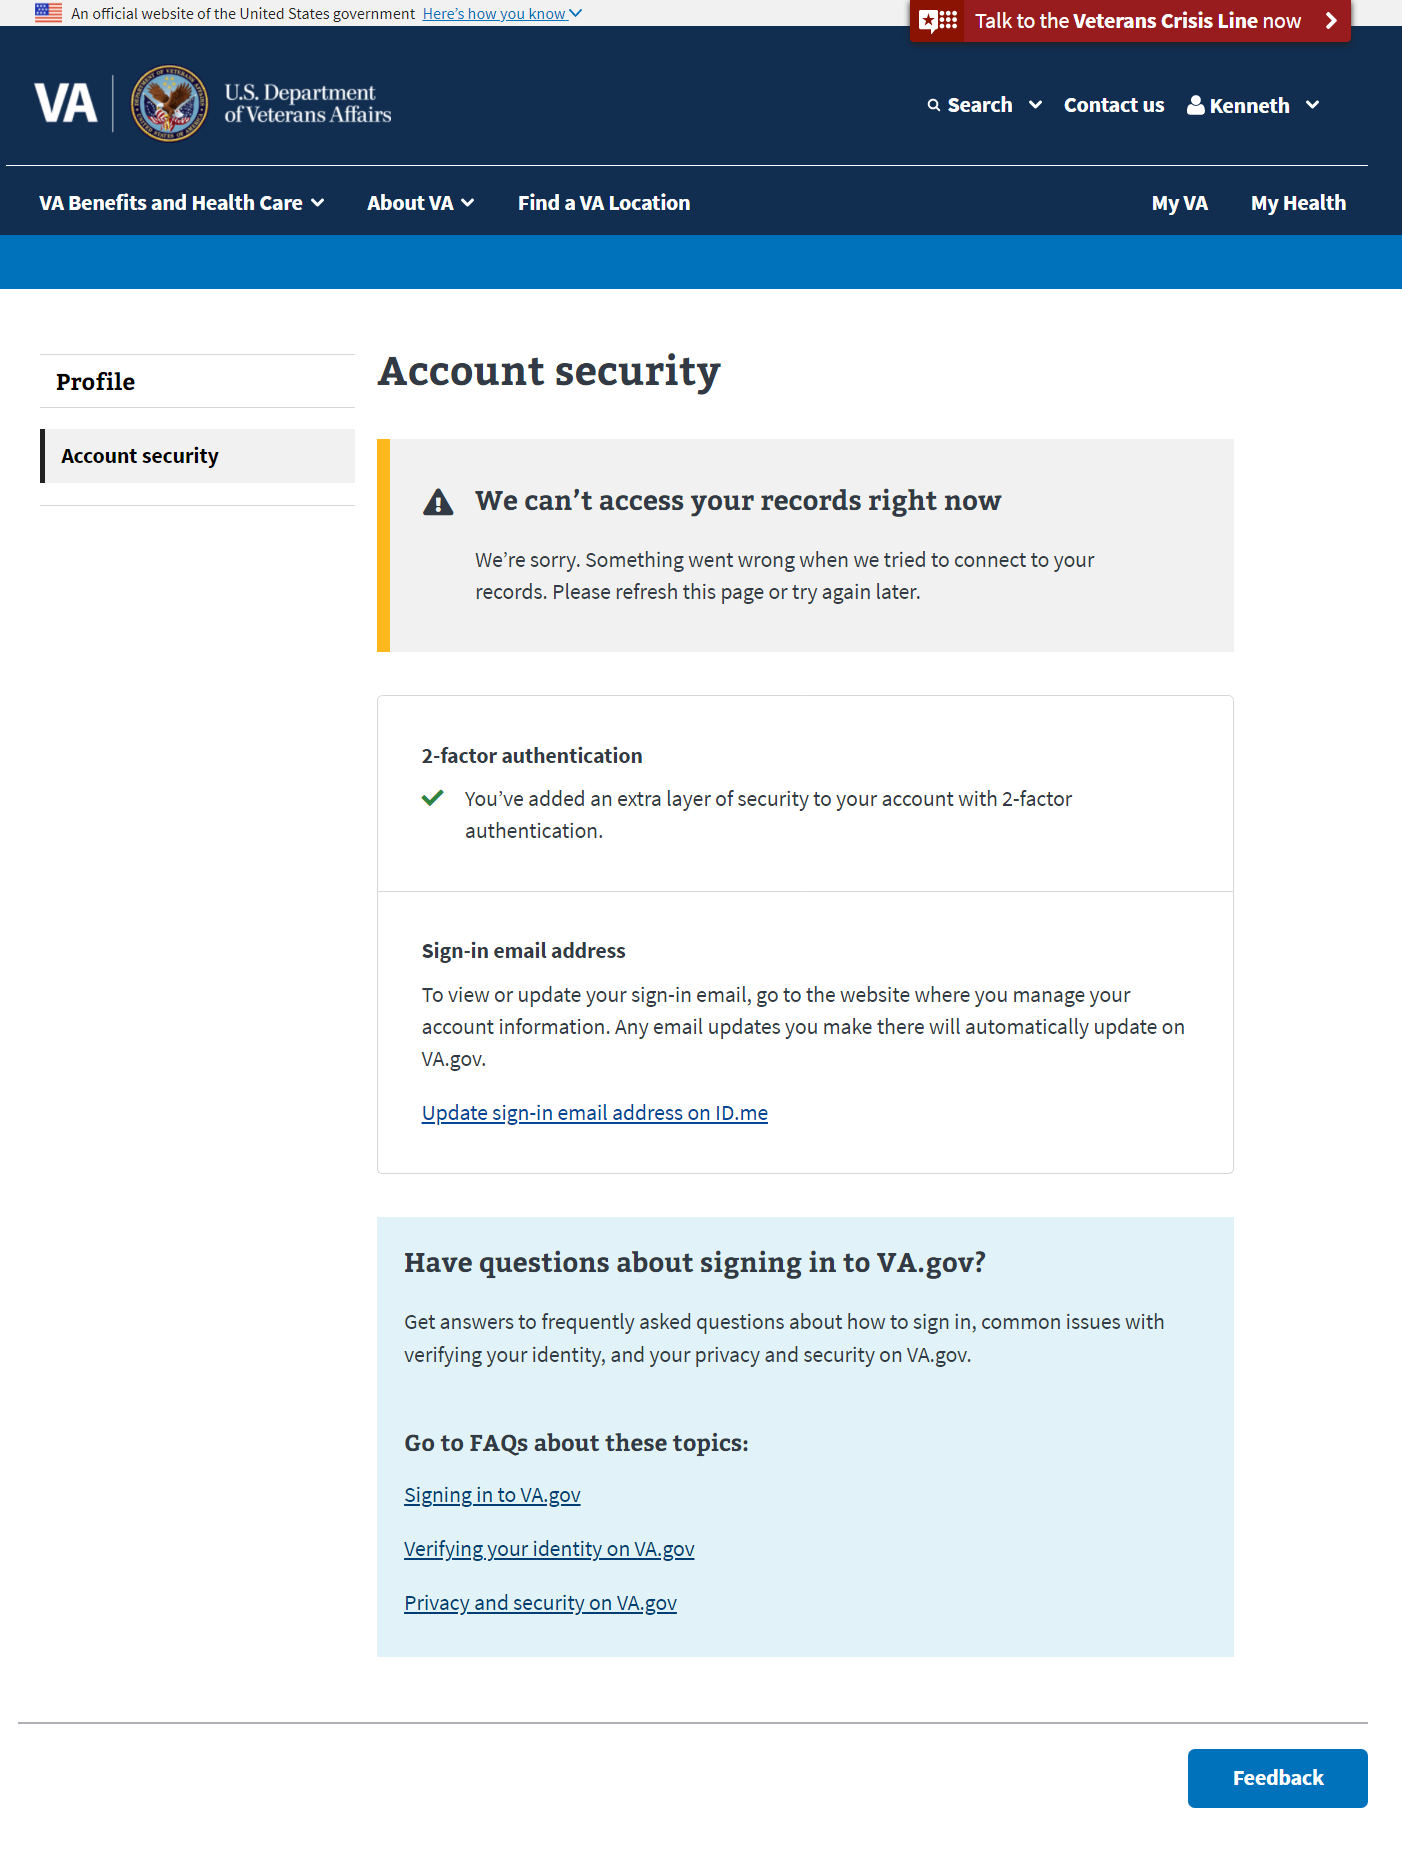 An official website of the United States government Here's how you know
Talk to the Veterans Crisis Line now
VA
U.S. Department
of Veterans Affairs
Search
Contact us
Kenneth
VA Benefits and Health Care
About VA
Find a VA Location
My VA
My Health
Profile
Account security
Account security
We can’t access your records right now
We’re sorry. Something went wrong when we tried to connect to your
records. Please refresh this page or try again later.
2-factor authentication
You’ve added an extra layer of security to your account with 2-factor
authentication.
Sign-in email address
To view or update your sign-in email, go to the website where you manage your
account information. Any email updates you make there will automatically update on
VA.gov.
Update sign-in email address on ID.me
Have questions about signing in to VA.gov?
Get answers to frequently asked questions about how to sign in, common issues with
verifying your identity, and your privacy and security on VA.gov.
Go to FAQs about these topics:
Signing in to VA.gov
Verifying your identity on VA.gov
Privacy and security on VA.gov
Feedback